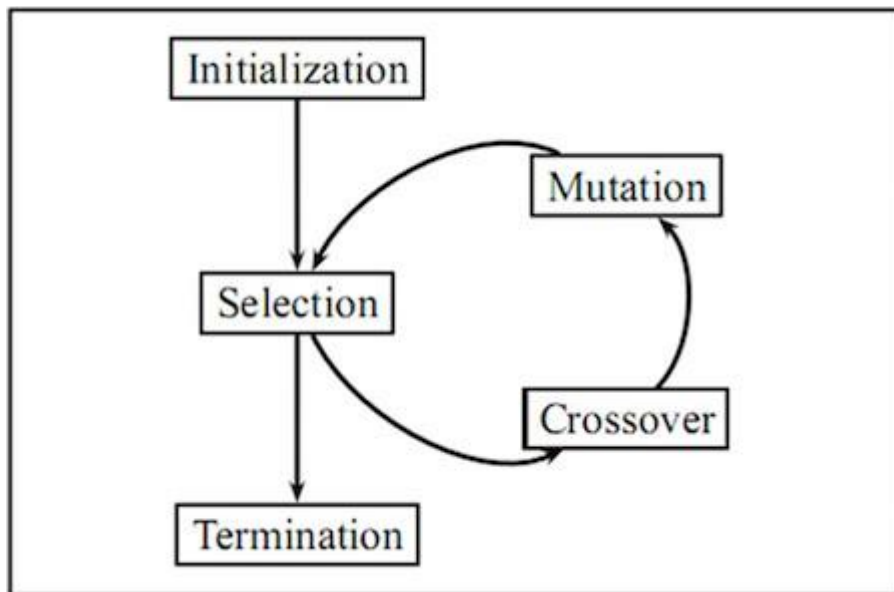 Initialization
Mutation
Selection
Crossover
Termination